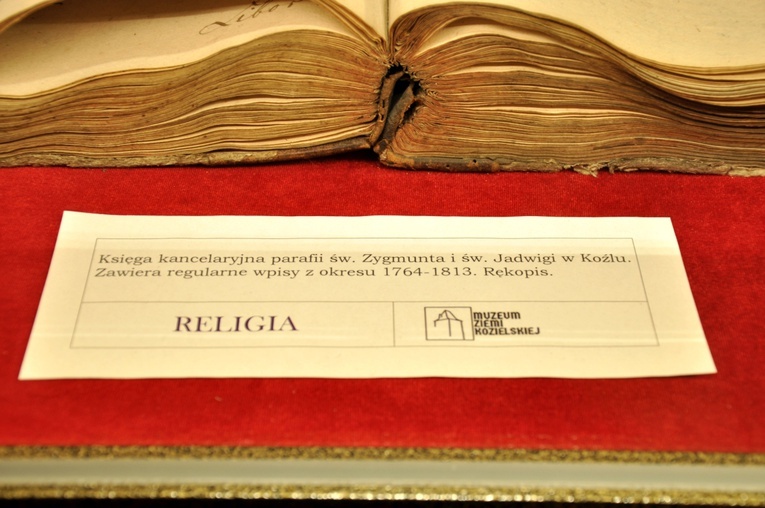 Księga kancelaryjna parafii św. Zygmunta i św. Jadwigi w Koźlu.
Zawiera regularne wpisy z okresu 1764-1813. Rękopis.
RELIGIA
MUZEUM
ZIEMI
KOZIELSKIEJ